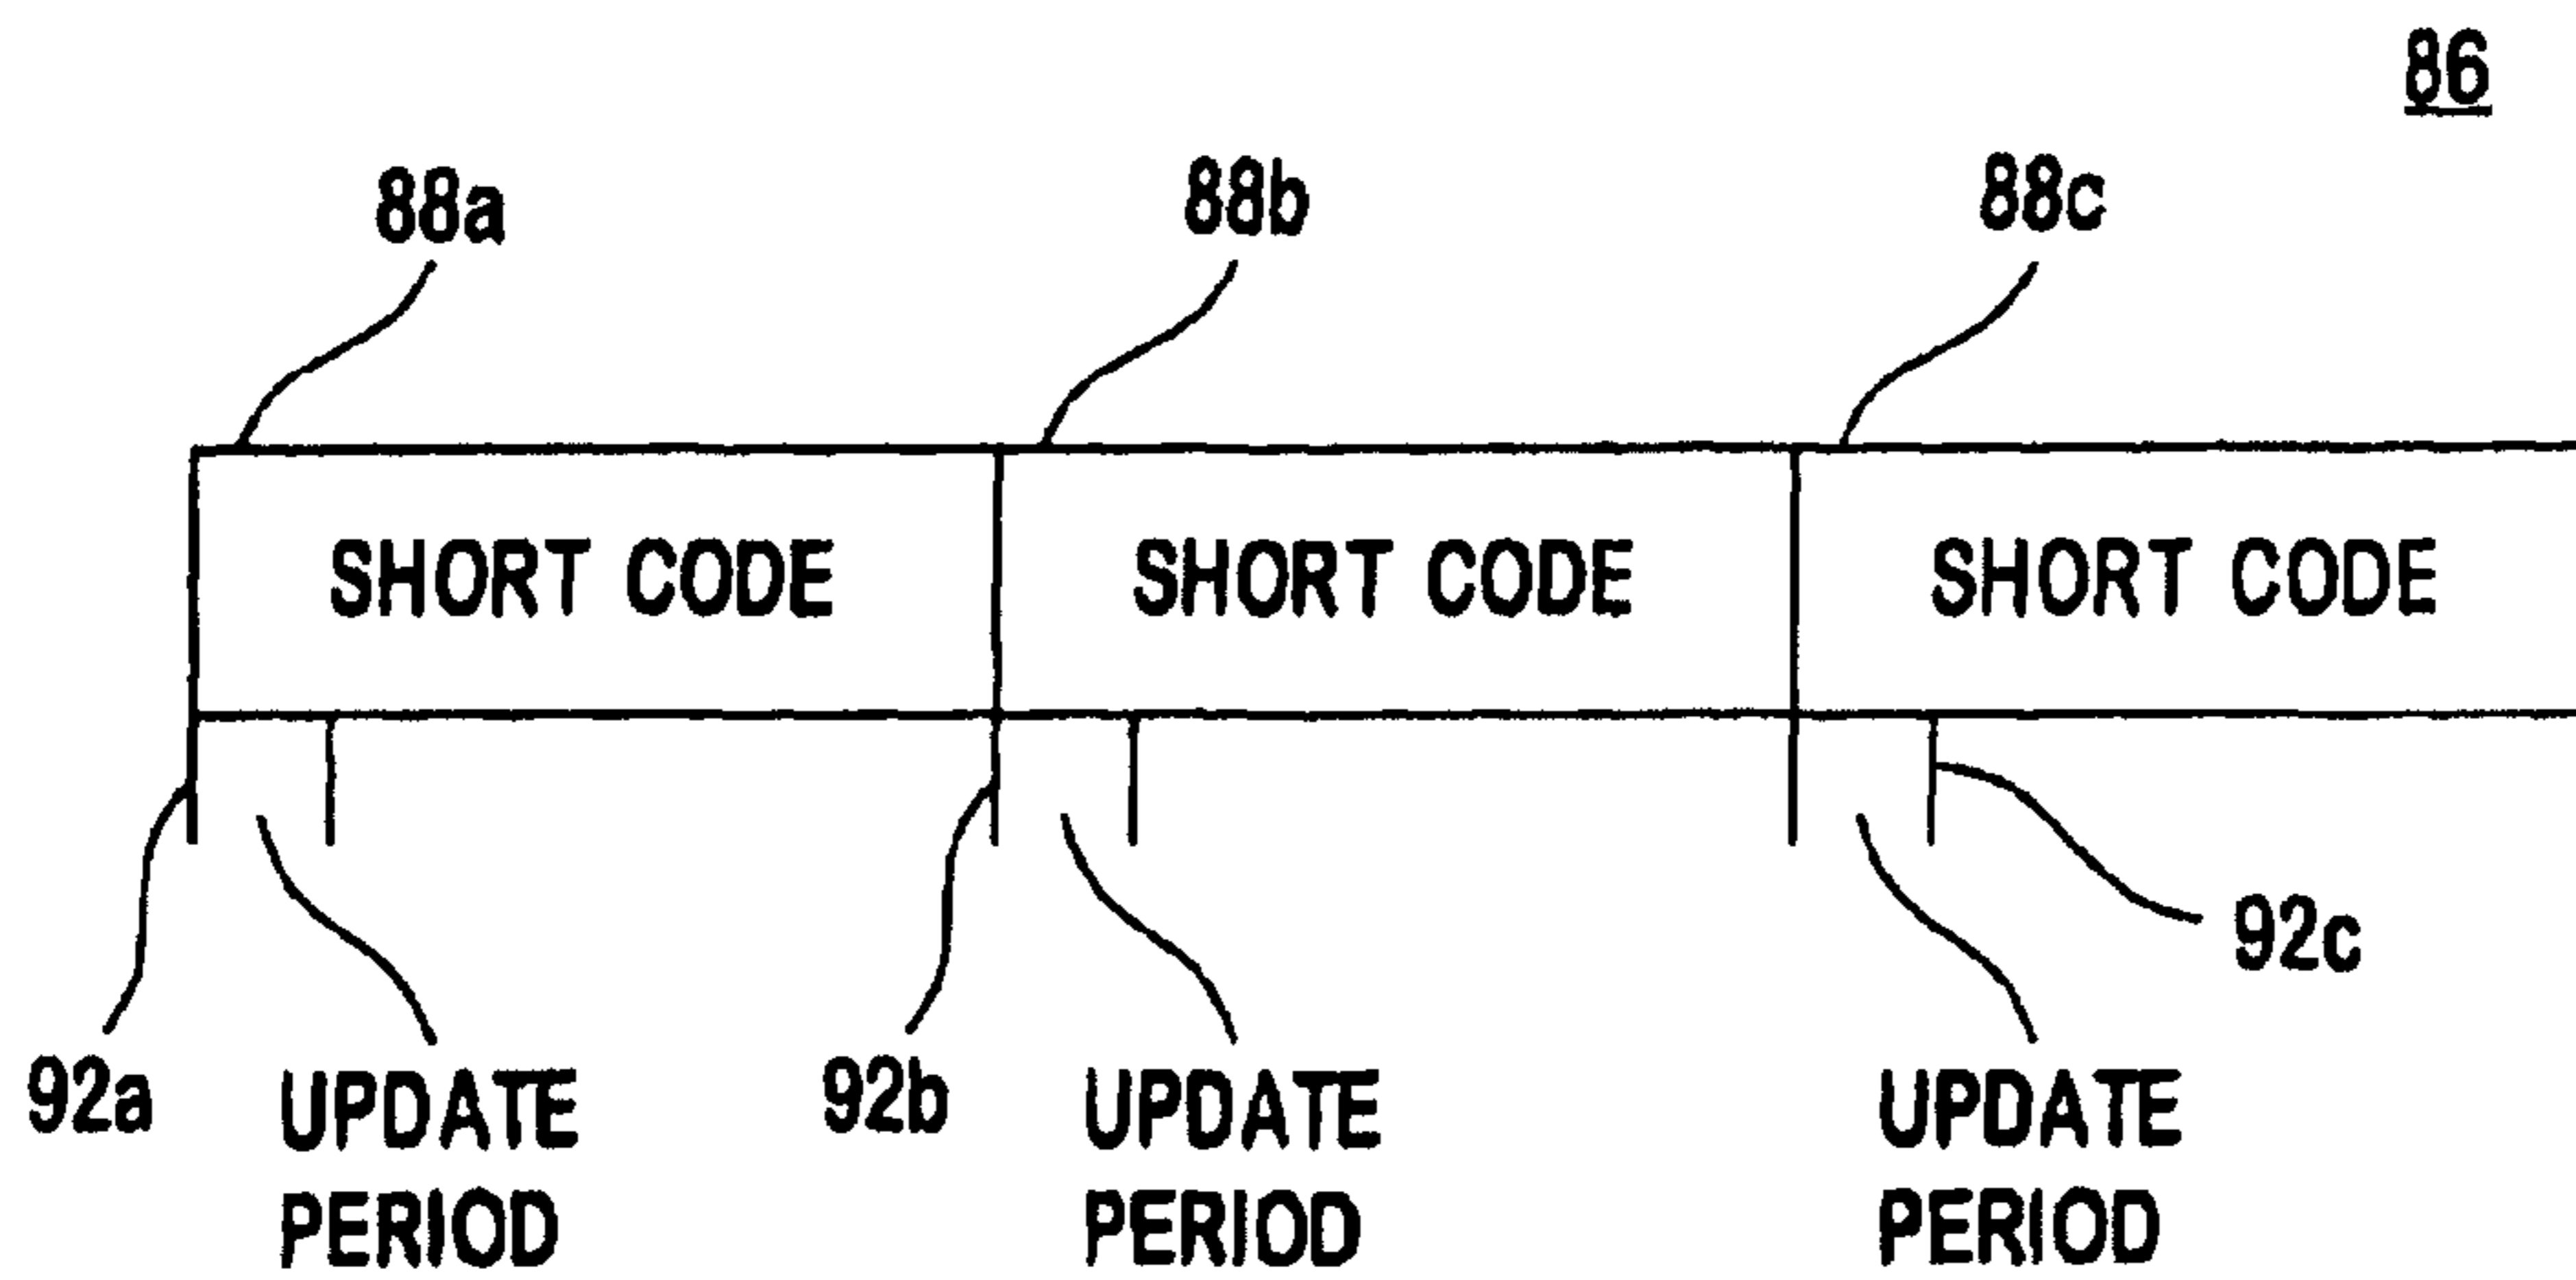 86
88a 88b 88c
SHORT CODE SHORT CODE SHORT CODE
92c
92a UPDATE 92b UPDATE UPDATE
PERIOD PERIOD PERIOD